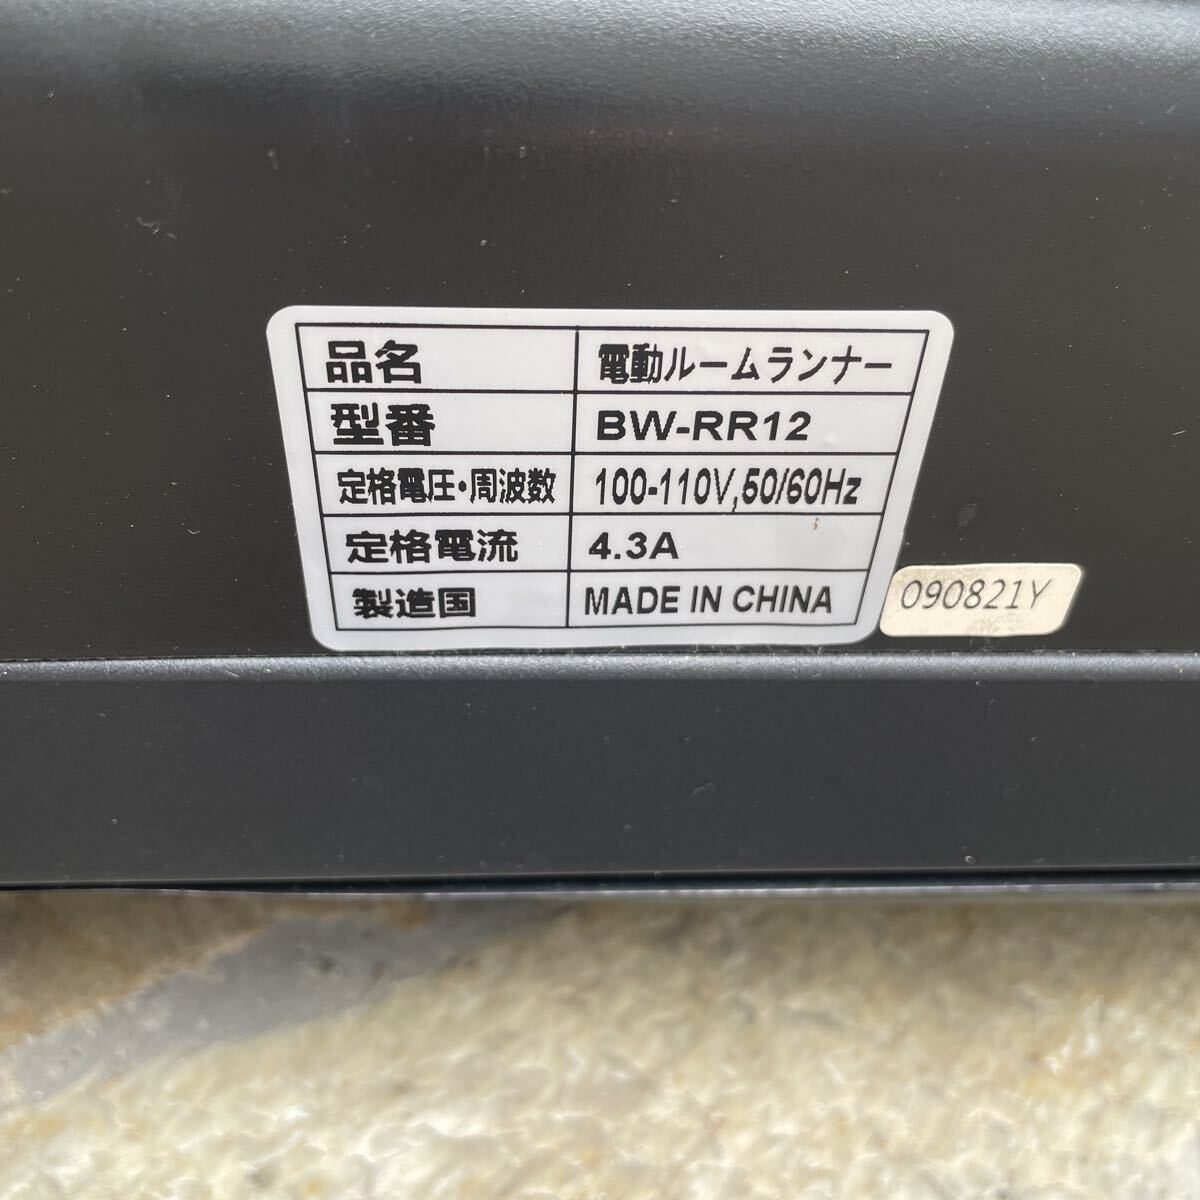 品名 電動ルームランナー
型番 BW-RR12
定格電圧・周波数 100-110V,50/60Hz
定格電流 4.3A
製造国 MADE IN CHINA
090821Y